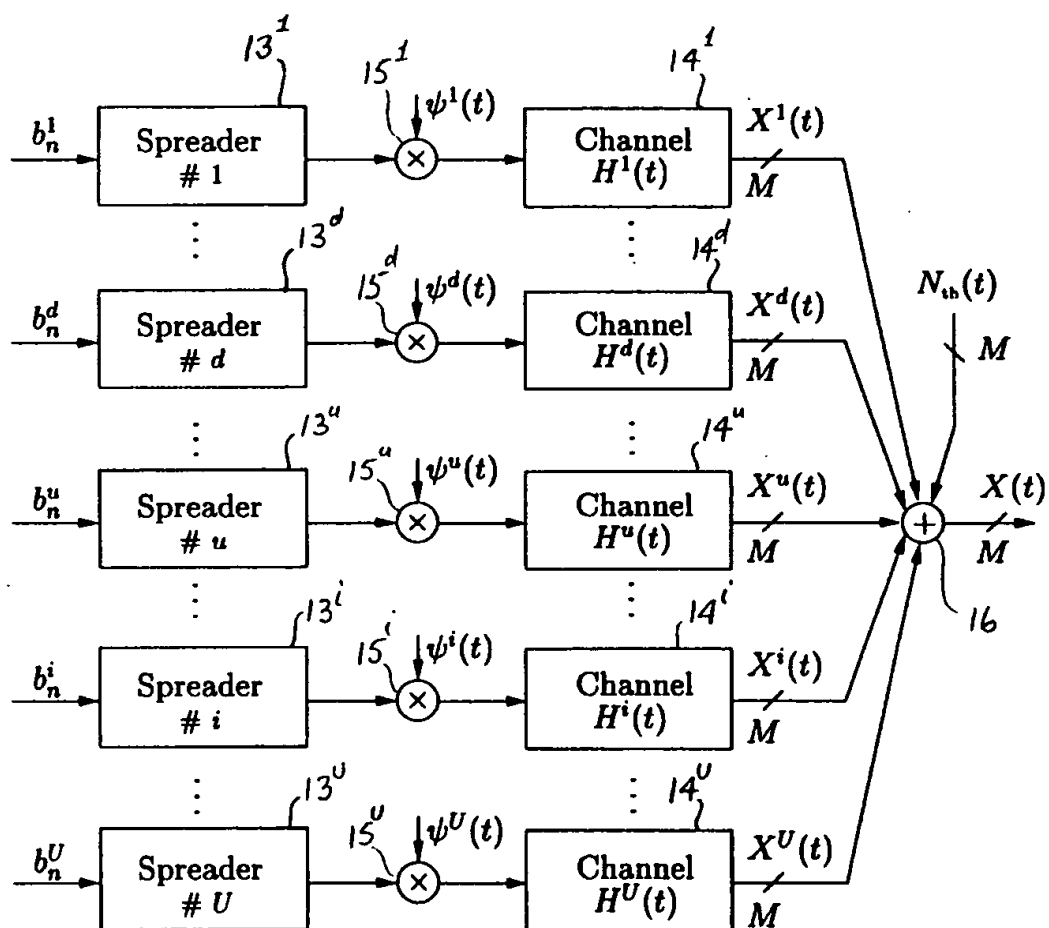 13^1
15^1
14^1
b_n^1
Spreader
# 1
ψ^1(t)
Channel
H^1(t)
X^1(t)
M
13^d
15^d
14^d
b_n^d
Spreader
# d
ψ^d(t)
Channel
H^d(t)
X^d(t)
M
N_th(t)
M
13^u
15^u
14^u
b_n^u
Spreader
# u
ψ^u(t)
Channel
H^u(t)
X^u(t)
M
+
X(t)
M
16
13^i
15^i
14^i
b_n^i
Spreader
# i
ψ^i(t)
Channel
H^i(t)
X^i(t)
M
13^U
15^U
14^U
b_n^U
Spreader
# U
ψ^U(t)
Channel
H^U(t)
X^U(t)
M